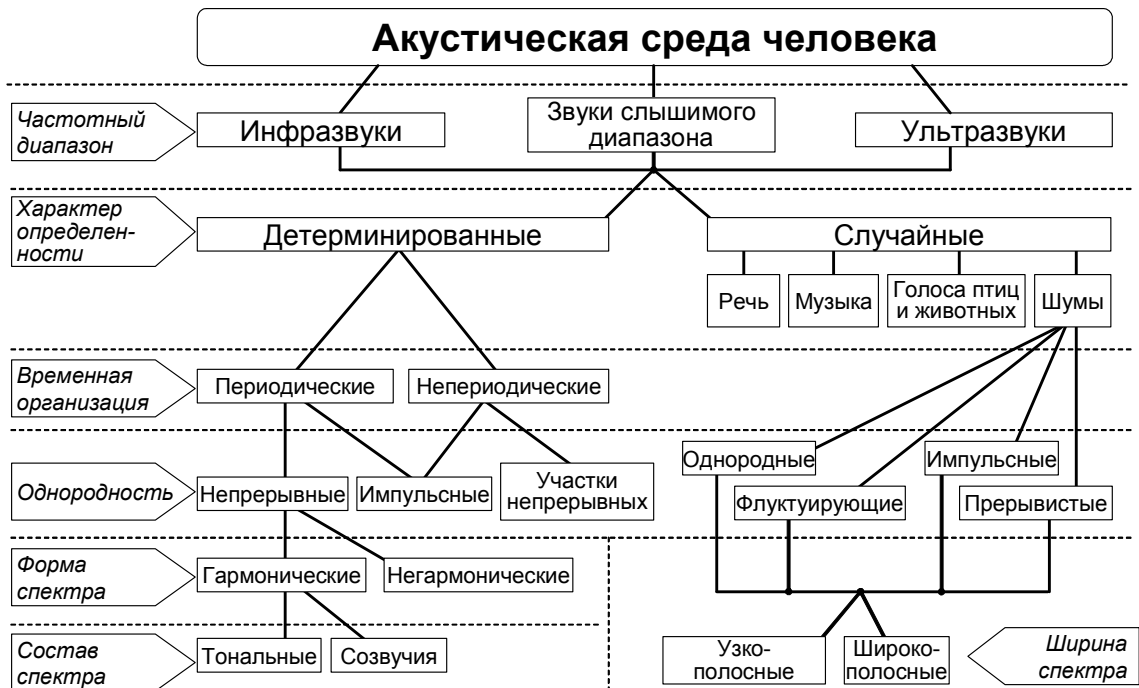 Акустическая среда человека
Частотный
диапазон
Инфразвуки
Звуки слышимого
диапазона
Ультразвуки
Характер
определен-
ности
Детерминированные
Случайные
Речь
Музыка
Голоса птиц
и животных
Шумы
Временная
организация
Периодические
Непериодические
Однородность
Непрерывные
Импульсные
Участки
непрерывных
Однородные
Импульсные
Флуктуирующие
Прерывистые
Форма
спектра
Гармонические
Негармонические
Состав
спектра
Тональные
Созвучия
Узко-
полосные
Широко-
полосные
Ширина
спектра